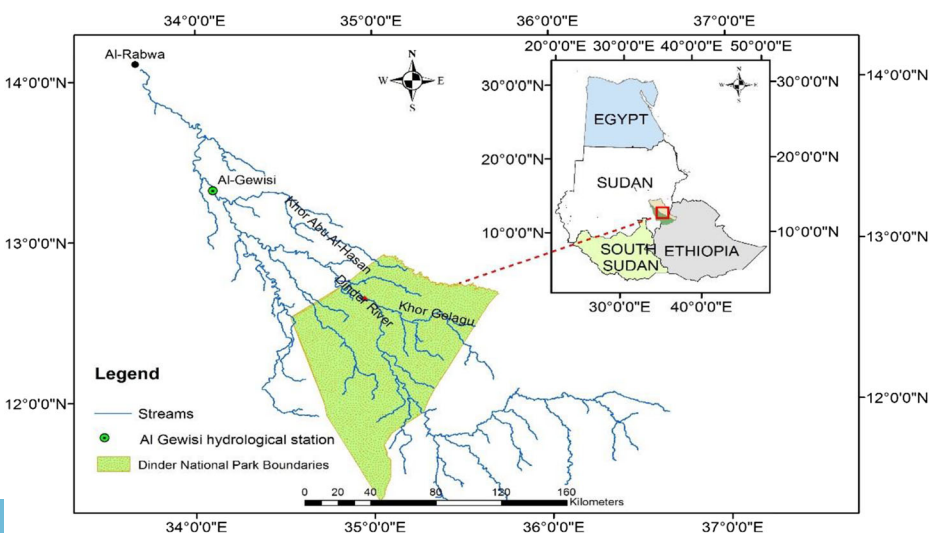 34°0'0"E
35°0'0"E
36°0'0"E
37°0'0"E
20°0'0"E 30°0'0"E 40°0'0"E 50°0'0"E
Al-Rabwa
N
W E
S
14°0'0"N
14°0'0"N
30°0'0"N
30°0'0"N
EGYPT
20°0'0"N
20°0'0"N
SUDAN
Al-Gewisi
Khor Abu Al-Hasan
10°0'0"N
10°0'0"N
SOUTH
SUDAN
ETHIOPIA
13°0'0"N
13°0'0"N
Dinder River
Khor Gelagu
30°0'0"E
40°0'0"E
Legend
Streams
Al Gewisi hydrological station
Dinder National Park Boundaries
12°0'0"N
12°0'0"N
0 20 40 80 120 160
Kilometers
34°0'0"E
35°0'0"E
36°0'0"E
37°0'0"E